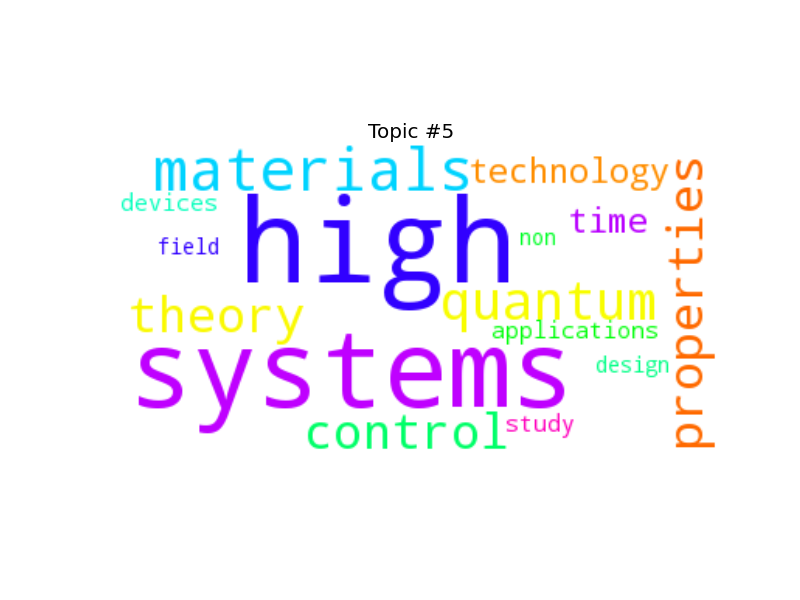 Topic #5
materials
technology
properties
devices
high
time
field
non
theory
quantum
applications
systems
design
control
study